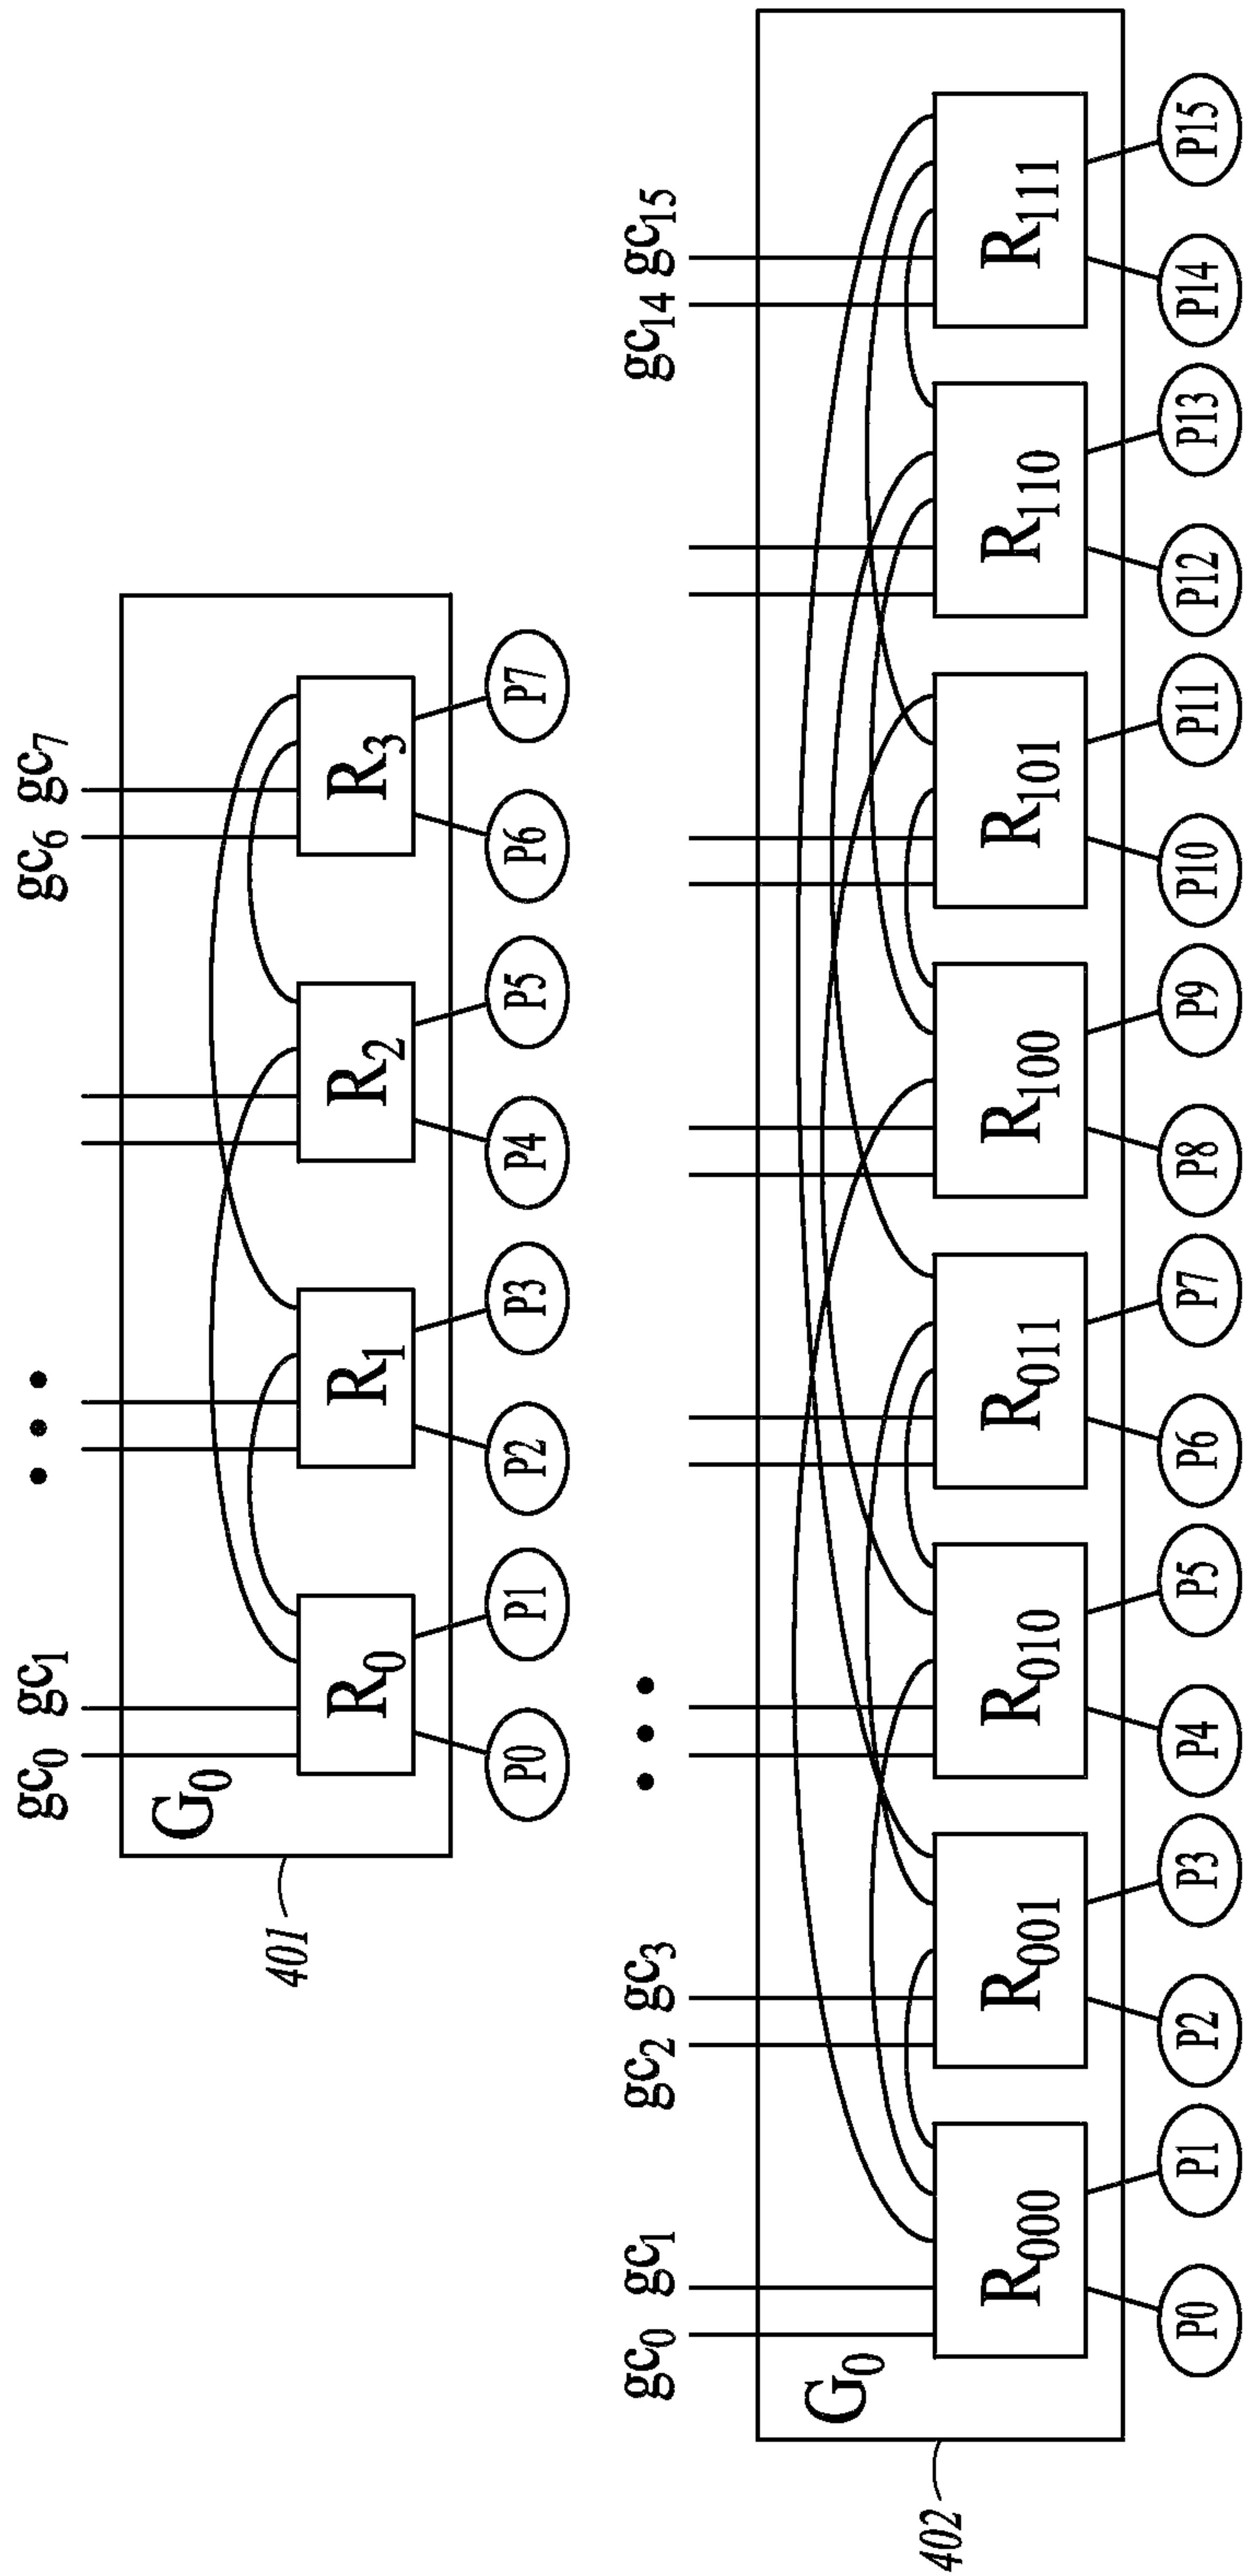 gc0 gc1 • • • gc6 gc7
G0
R0 R1 R2 R3
P0 P1 P2 P3 P4 P5 P6 P7
401
gc0 gc1 gc2 gc3 • • • gc14 gc15
G0
R000 R001 R010 R011 R100 R101 R110 R111
P0 P1 P2 P3 P4 P5 P6 P7 P8 P9 P10 P11 P12 P13 P14 P15
402